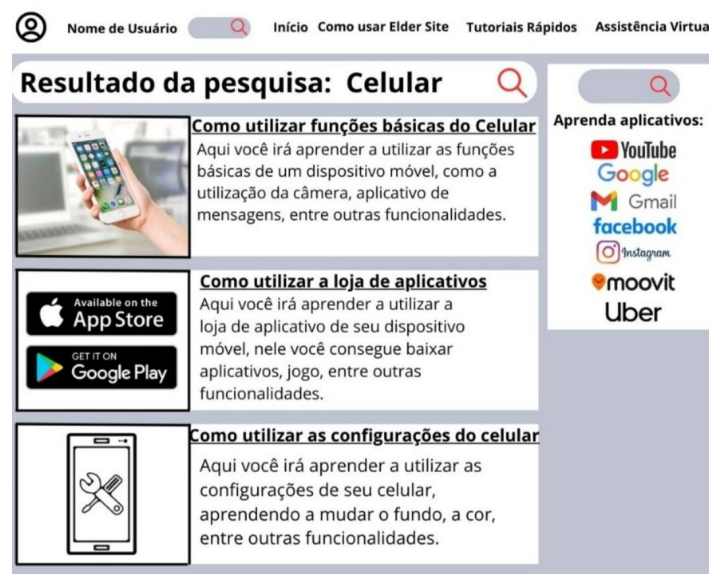 Nome de Usuário
Início
Como usar Elder Site
Tutoriais Rápidos
Assistência Virtua
Resultado da pesquisa: Celular
Como utilizar funções básicas do Celular
Aqui você irá aprender a utilizar as funções
básicas de um dispositivo móvel, como a
utilização da câmera, aplicativo de
mensagens, entre outras funcionalidades.
Available on the
App Store
GET IT ON
Google Play
Como utilizar a loja de aplicativos
Aqui você irá aprender a utilizar a
loja de aplicativo de seu dispositivo
móvel, nele você consegue baixar
aplicativos, jogo, entre outras
funcionalidades.
Como utilizar as configurações do celular
Aqui você irá aprender a utilizar as
configurações de seu celular,
aprendendo a mudar o fundo, a cor,
entre outras funcionalidades.
Aprenda aplicativos:
YouTube
Google
Gmail
facebook
Instagram
moovit
Uber